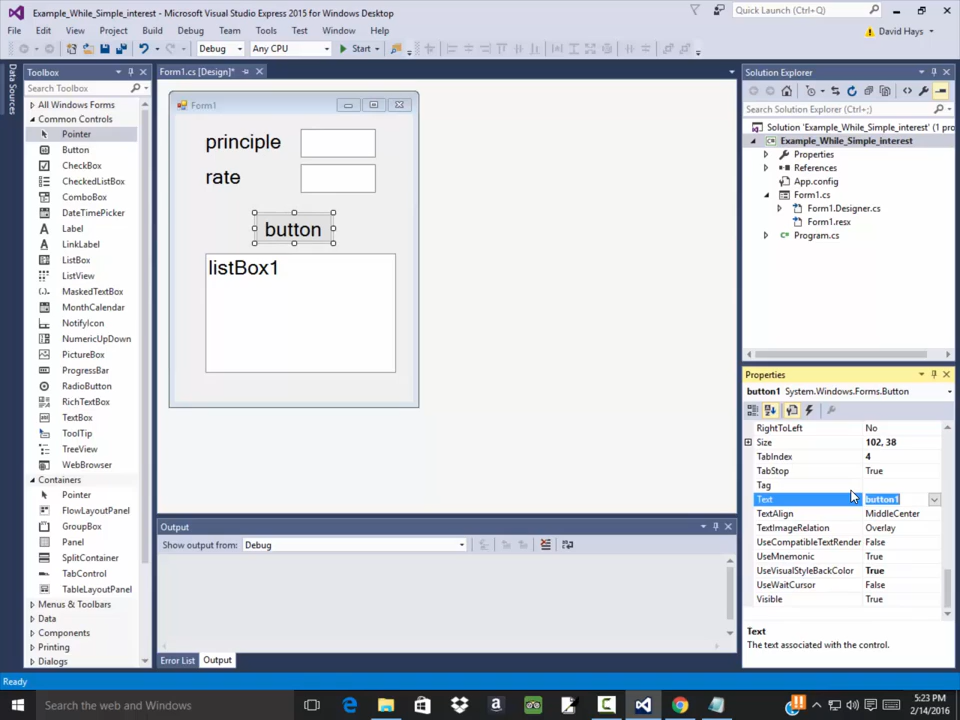 Example_While_Simple_interest - Microsoft Visual Studio Express 2015 for Windows Desktop
Quick Launch (Ctrl+Q)
File Edit View Project Build Debug Team Tools Test Window Help
David Hays
Debug Any CPU Start
Data Sources
Toolbox
Search Toolbox
All Windows Forms
Common Controls
Pointer
Button
CheckBox
CheckedListBox
ComboBox
DateTimePicker
Label
LinkLabel
ListBox
ListView
MaskedTextBox
MonthCalendar
NotifyIcon
NumericUpDown
PictureBox
ProgressBar
RadioButton
RichTextBox
TextBox
ToolTip
TreeView
WebBrowser
Containers
Pointer
FlowLayoutPanel
GroupBox
Panel
SplitContainer
TabControl
TableLayoutPanel
Menus & Toolbars
Data
Components
Printing
Dialogs
Form1.cs [Design]*
Form1
principle
rate
button
listBox1
Output
Show output from: Debug
Error List Output
Solution Explorer
Search Solution Explorer (Ctrl+;)
Solution 'Example_While_Simple_interest' (1 pro
Example_While_Simple_interest
Properties
References
App.config
Form1.cs
Form1.Designer.cs
Form1.resx
Program.cs
Properties
button1 System.Windows.Forms.Button
RightToLeft No
Size 102, 38
TabIndex 4
TabStop True
Tag
Text button1
TextAlign MiddleCenter
TextImageRelation Overlay
UseCompatibleTextRender False
UseMnemonic True
UseVisualStyleBackColor True
UseWaitCursor False
Visible True
Text
The text associated with the control.
Ready
Search the web and Windows
5:23 PM
2/14/2016